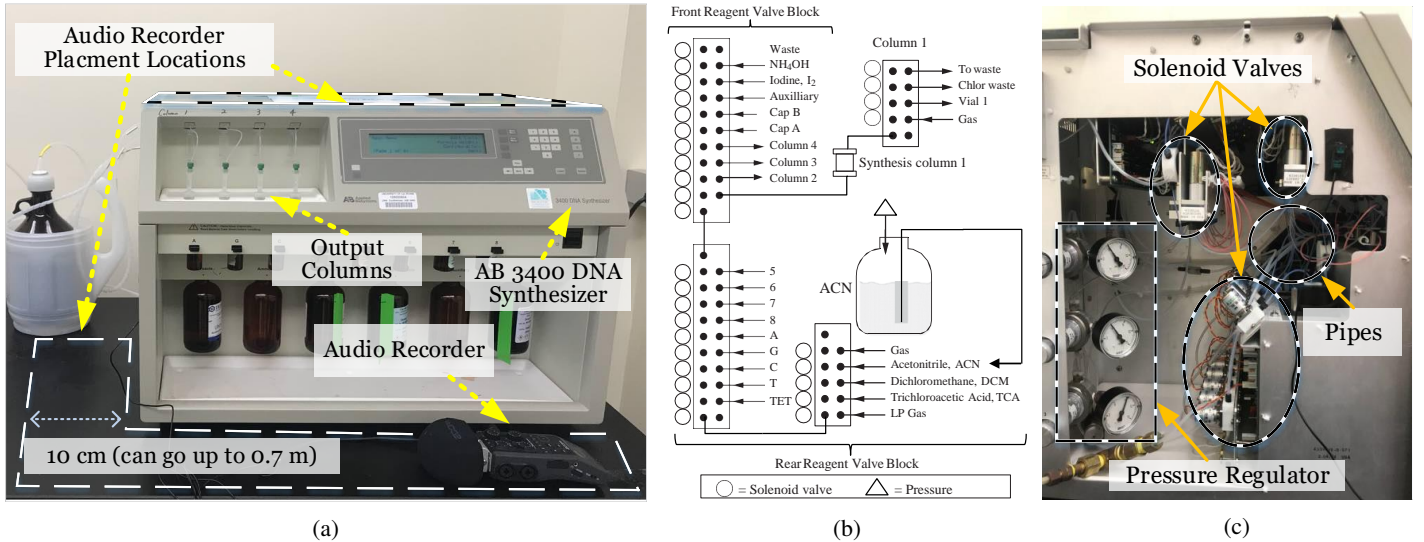 Audio Recorder
Placment Locations
Column 1 2 3 4
Output
Columns
AB 3400 DNA
Synthesizer
3400 DNA Synthesizer
A
G
Audio Recorder
10 cm (can go up to 0.7 m)
(a)
Front Reagent Valve Block
Waste
NH₄OH
Iodine, I₂
Auxilliary
Cap B
Cap A
Column 4
Column 3
Column 2
Column 1
To waste
Chlor waste
Vial 1
Gas
Synthesis column 1
5
6
7
8
A
G
C
T
TET
ACN
Gas
Acetonitrile, ACN
Dichloromethane, DCM
Trichloroacetic Acid, TCA
LP Gas
Rear Reagent Valve Block
= Solenoid valve
= Pressure
(b)
Solenoid Valves
Pipes
Pressure Regulator
(c)